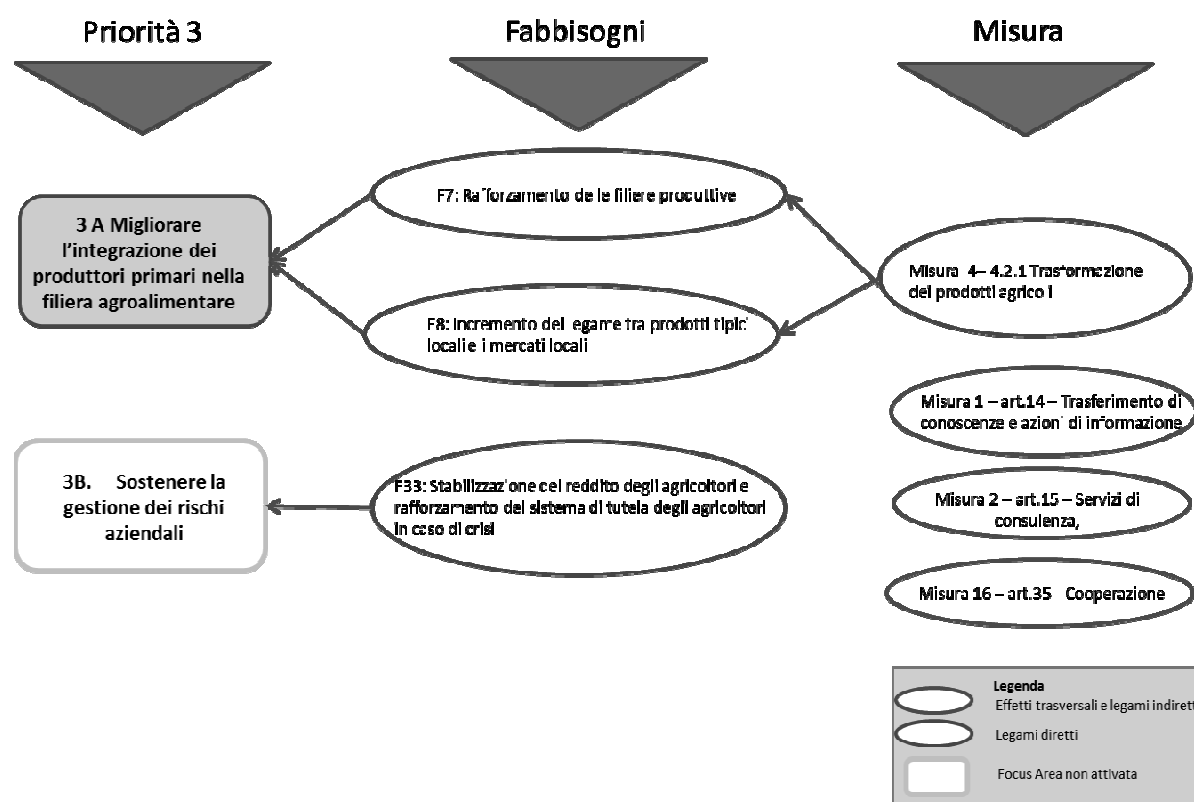 Priorità 3
Fabbisogni
Misura
3 A Migliorare
l'integrazione dei
produttori primari nella
filiera agroalimentare
F7: Rafforzamento delle filiere produttive
F8: Incremento del legame tra prodotti tipici
locali e i mercati locali
Misura 4– 4.2.1 Trasformazione
dei prodotti agricoli
Misura 1 – art.14 – Trasferimento di
conoscenze e azioni di informazione
3B. Sostenere la
gestione dei rischi
aziendali
F33: Stabilizzazione del reddito degli agricoltori e
rafforzamento del sistema di tutela degli agricoltori
in caso di crisi
Misura 2 – art.15 – Servizi di
consulenza,
Misura 16 – art.35 Cooperazione
Legenda
Effetti trasversali e legami indirett
Legami diretti
Focus Area non attivata